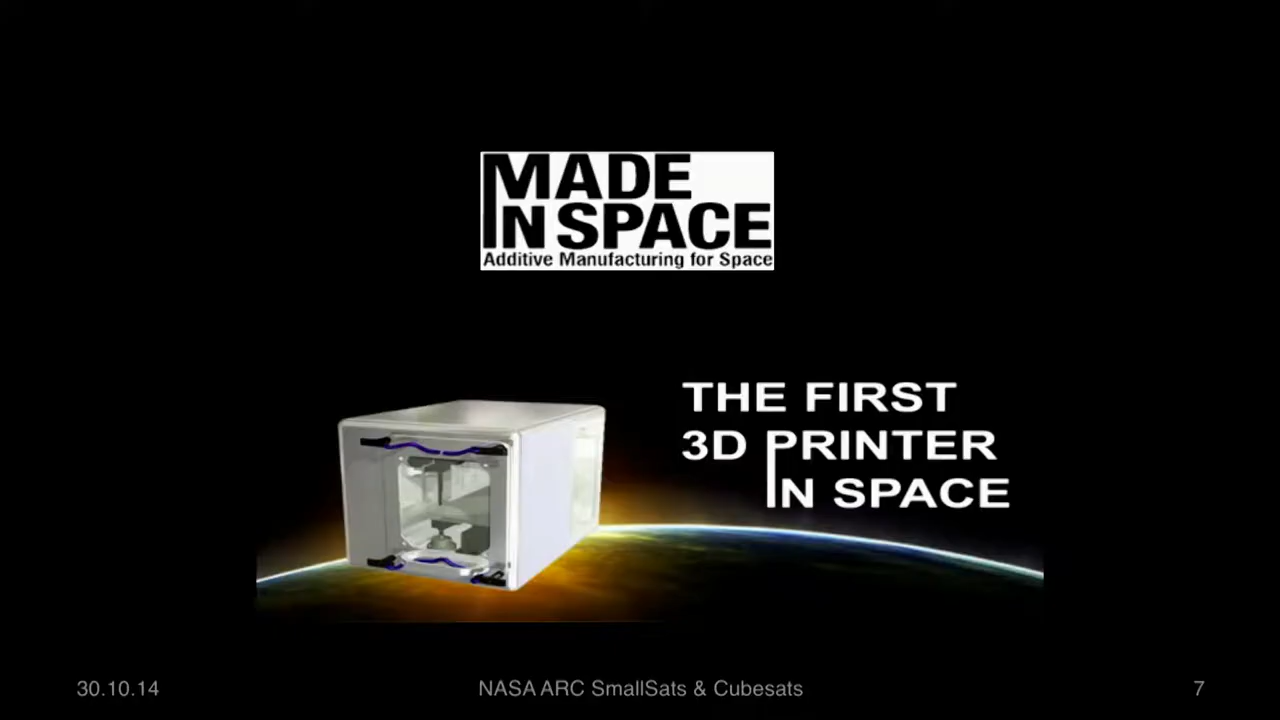 MADE
IN SPACE
Additive Manufacturing for Space
THE FIRST
3D PRINTER
IN SPACE
30.10.14
NASA ARC SmallSats & Cubesats
7